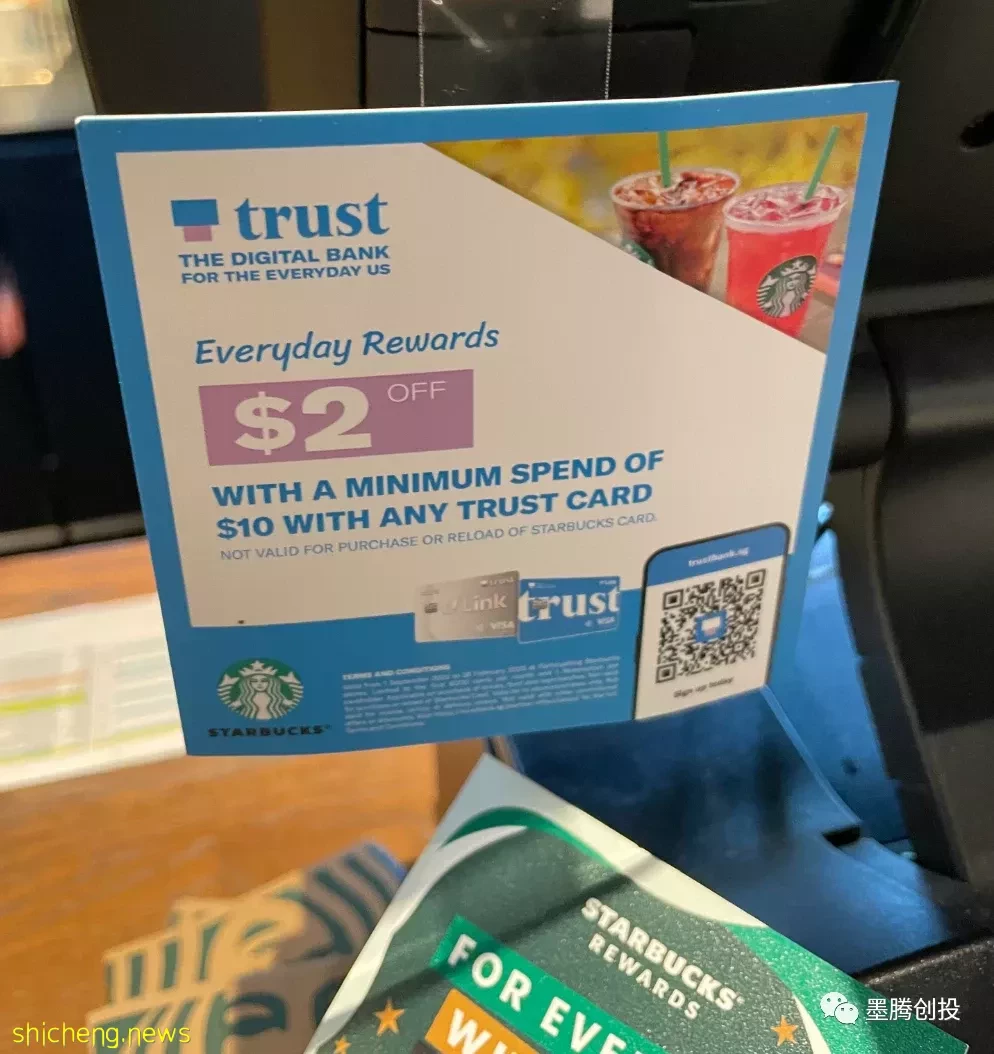 trust
THE DIGITAL BANK
FOR THE EVERYDAY US
Everyday Rewards
$2 OFF
WITH A MINIMUM SPEND OF
$10 WITH ANY TRUST CARD
NOT VALID FOR PURCHASE OR RELOAD OF STARBUCKS CARD.
trust
Link
VISA
trust
VISA
trustbank.sg
Sign up today
STARBUCKS
TERMS AND CONDITIONS
STARBUCKS®
REWARDS
FOR EVE
墨腾创投
shicheng.news